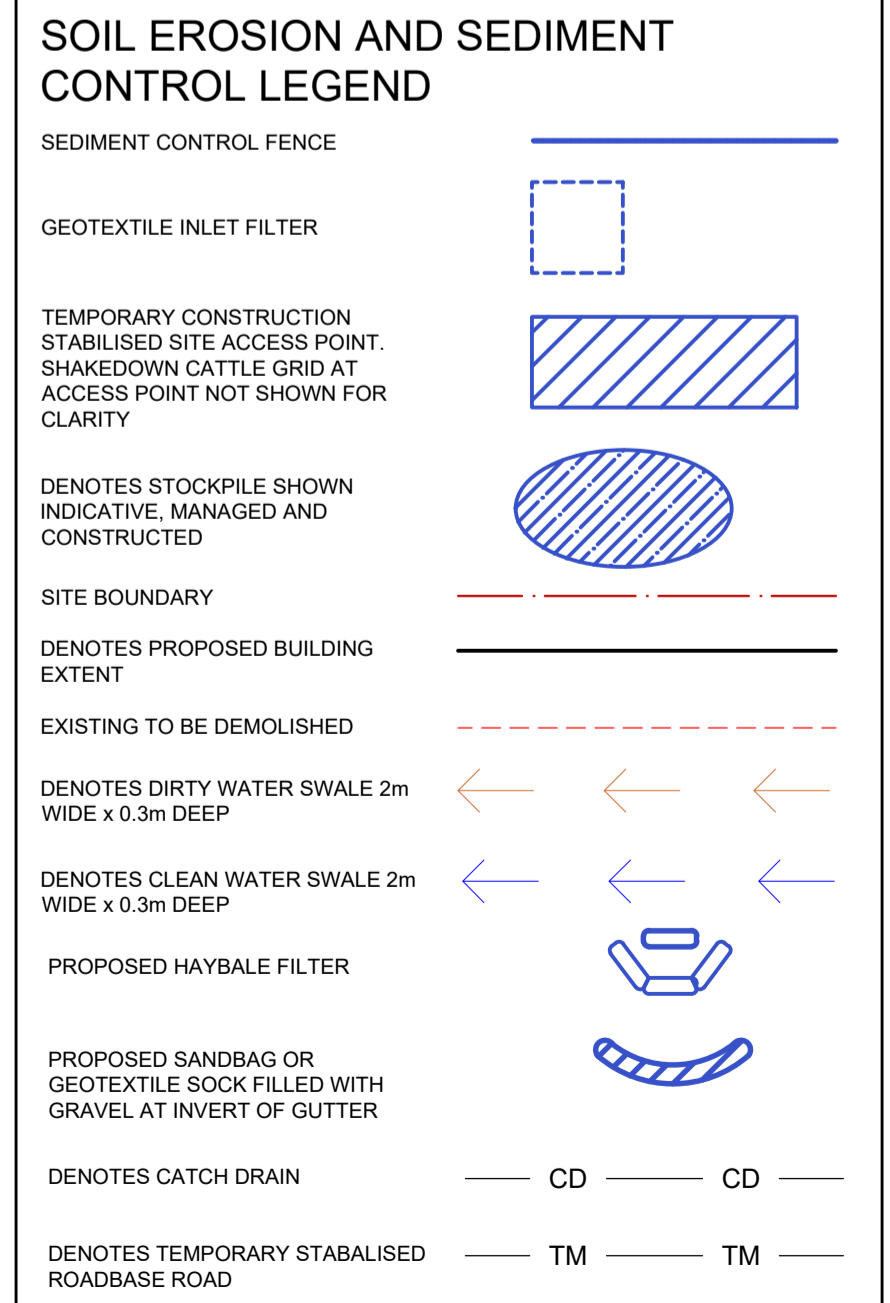 SOIL EROSION AND SEDIMENT
CONTROL LEGEND
SEDIMENT CONTROL FENCE
GEOTEXTILE INLET FILTER
TEMPORARY CONSTRUCTION
STABILISED SITE ACCESS POINT.
SHAKEDOWN CATTLE GRID AT
ACCESS POINT NOT SHOWN FOR
CLARITY
DENOTES STOCKPILE SHOWN
INDICATIVE, MANAGED AND
CONSTRUCTED
SITE BOUNDARY
DENOTES PROPOSED BUILDING
EXTENT
EXISTING TO BE DEMOLISHED
DENOTES DIRTY WATER SWALE 2m
WIDE x 0.3m DEEP
DENOTES CLEAN WATER SWALE 2m
WIDE x 0.3m DEEP
PROPOSED HAYBALE FILTER
PROPOSED SANDBAG OR
GEOTEXTILE SOCK FILLED WITH
GRAVEL AT INVERT OF GUTTER
DENOTES CATCH DRAIN CD CD
DENOTES TEMPORARY STABALISED TM TM
ROADBASE ROAD